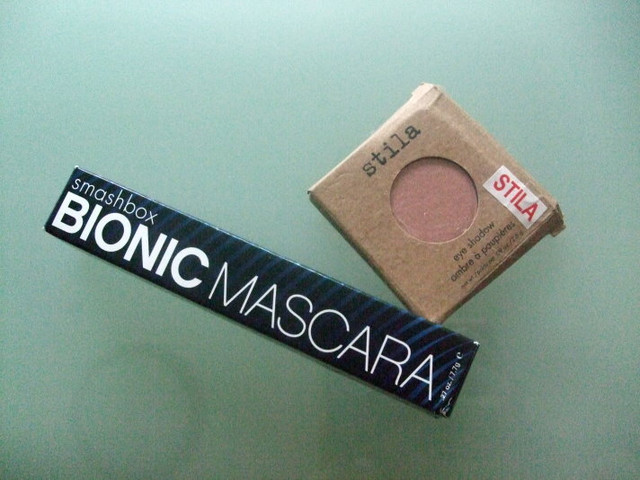 smashbox
BIONIC MASCARA
stila
STILA
eye shadow
ombre à paupières